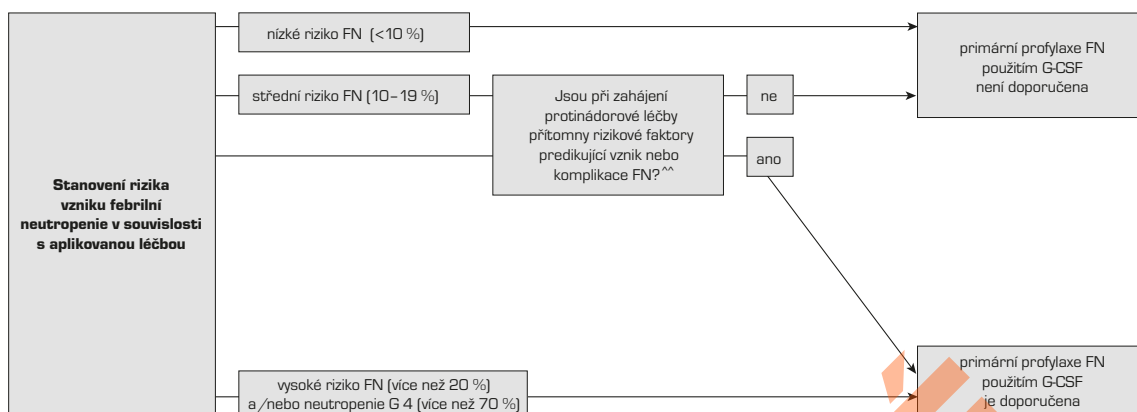 Stanovení rizika
vzniku febrilní
neutropenie v souvislosti
s aplikovanou léčbou
nízké riziko FN (<10 %)
střední riziko FN (10–19 %)
Jsou při zahájení
protinádorové léčby
přítomny rizikové faktory
predikující vznik nebo
komplikace FN?^^
ne
ano
primární profylaxe FN
použitím G-CSF
není doporučena
vysoké riziko FN (více než 20 %)
a/nebo neutropenie G 4 (více než 70 %)
primární profylaxe FN
použitím G-CSF
je doporučena